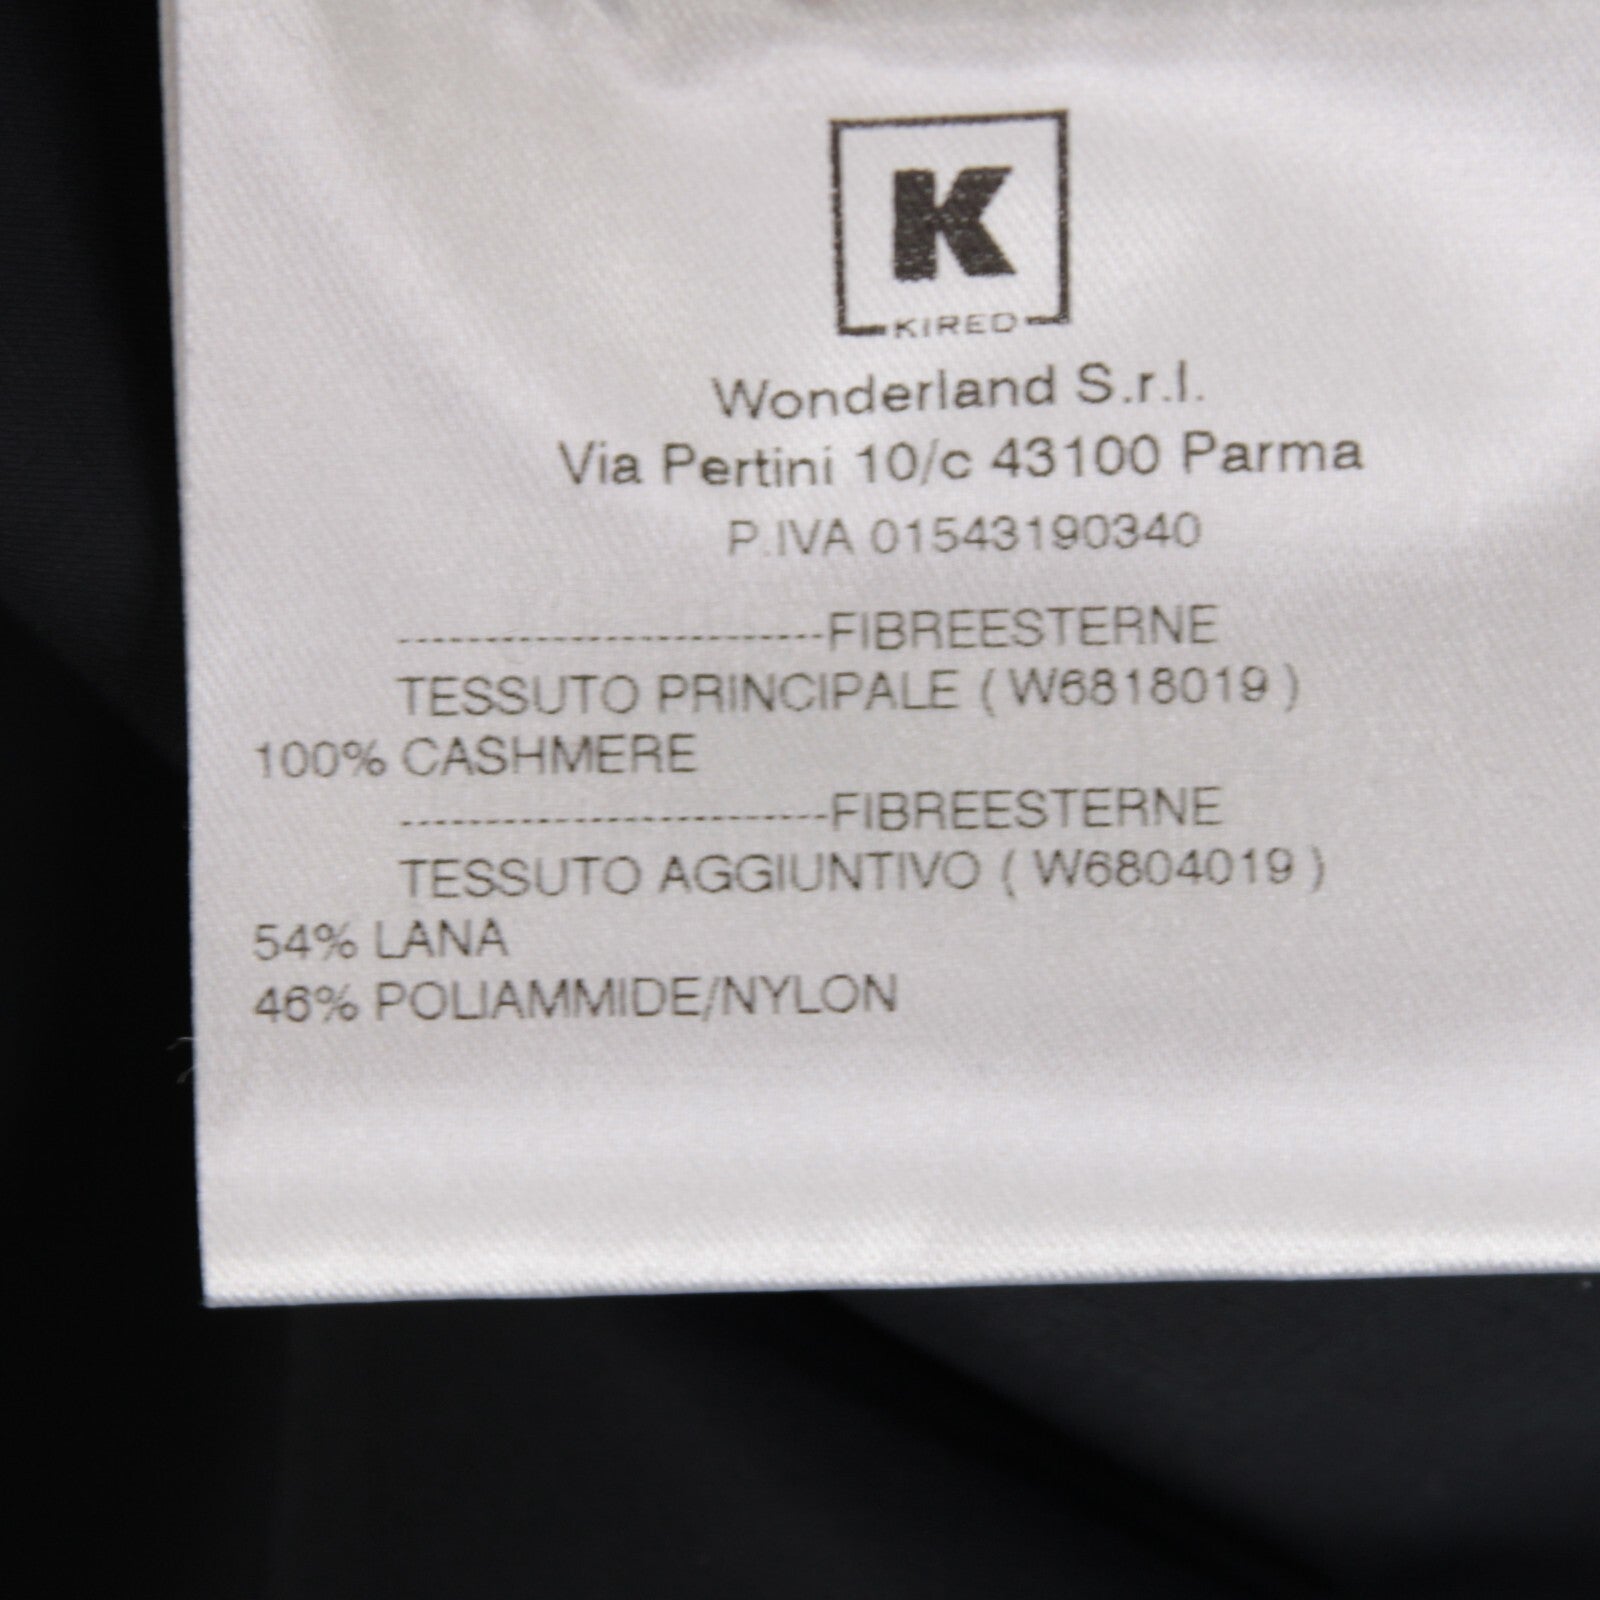 K
KIRED
Wonderland S.r.l.
Via Pertini 10/c 43100 Parma
P.IVA 01543190340
-------------------------FIBREESTERNE
TESSUTO PRINCIPALE ( W6818019 )
100% CASHMERE
-------------------------FIBREESTERNE
TESSUTO AGGIUNTIVO ( W6804019 )
54% LANA
46% POLIAMMIDE/NYLON